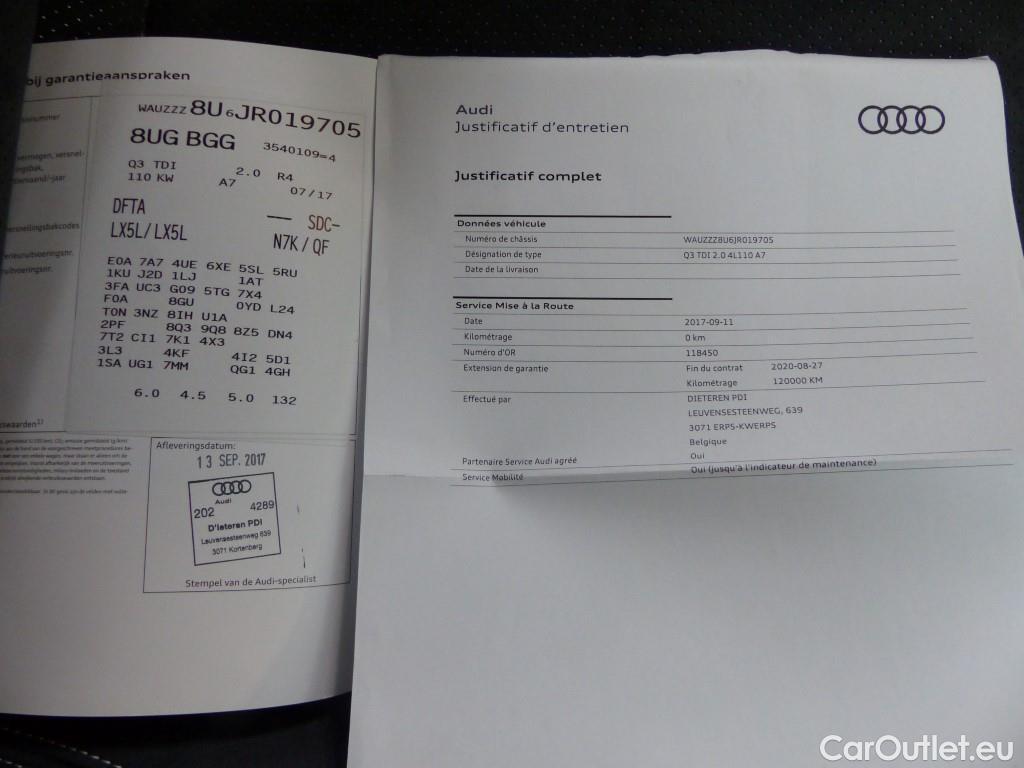 bij garantieaanspraken
WAUZZZ 8U 6 JR019705
8UG BGG
3540109=4
Q3 TDI 2.0 R4
110 KW A7 07/17
DFTA — SDC-
LX5L/LX5L N7K / QF
E0A 7A7 4UE 6XE 5SL 5RU
1KU J2D 1LJ 1AT
3FA UC3 G09 5TG 7X4
F0A 8GU 0YD L24
T0N 3NZ 8IH U1A
2PF 8Q3 9Q8 8Z5 DN4
7T2 CI1 7K1 4X3
3L3 4KF 4I2 5D1
1SA UG1 7MM QG1 4GH
6.0 4.5 5.0 132
Afleveringsdatum:
13 SEP. 2017
Audi
202 4289
D'Ieteren PDI
Leuvensesteenweg 639
3071 Kortenberg
Stempel van de Audi-specialist
Audi
Justificatif d'entretien
Justificatif complet
Données véhicule
Numéro de châssis WAUZZZ8U6JR019705
Désignation de type Q3 TDI 2.0 4L110 A7
Date de la livraison
Service Mise à la Route
Date 2017-09-11
Kilométrage 0 km
Numéro d'OR 118450
Extension de garantie Fin du contrat 2020-08-27
Kilométrage 120000 KM
Effectué par DIETEREN PDI
LEUVENSESTEENWEG, 639
3071 ERPS-KWERPS
Belgique
Partenaire Service Audi agréé Oui
Service Mobilité Oui (jusqu'à l'indicateur de maintenance)
CarOutlet.eu